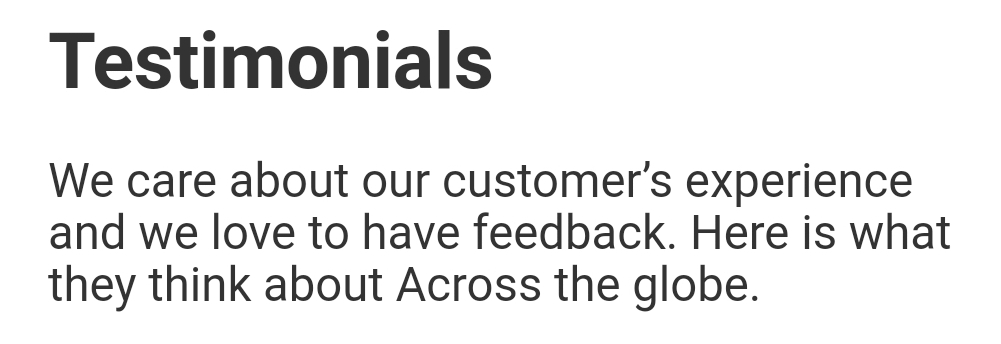 Testimonials
We care about our customer’s experience
and we love to have feedback. Here is what
they think about Across the globe.